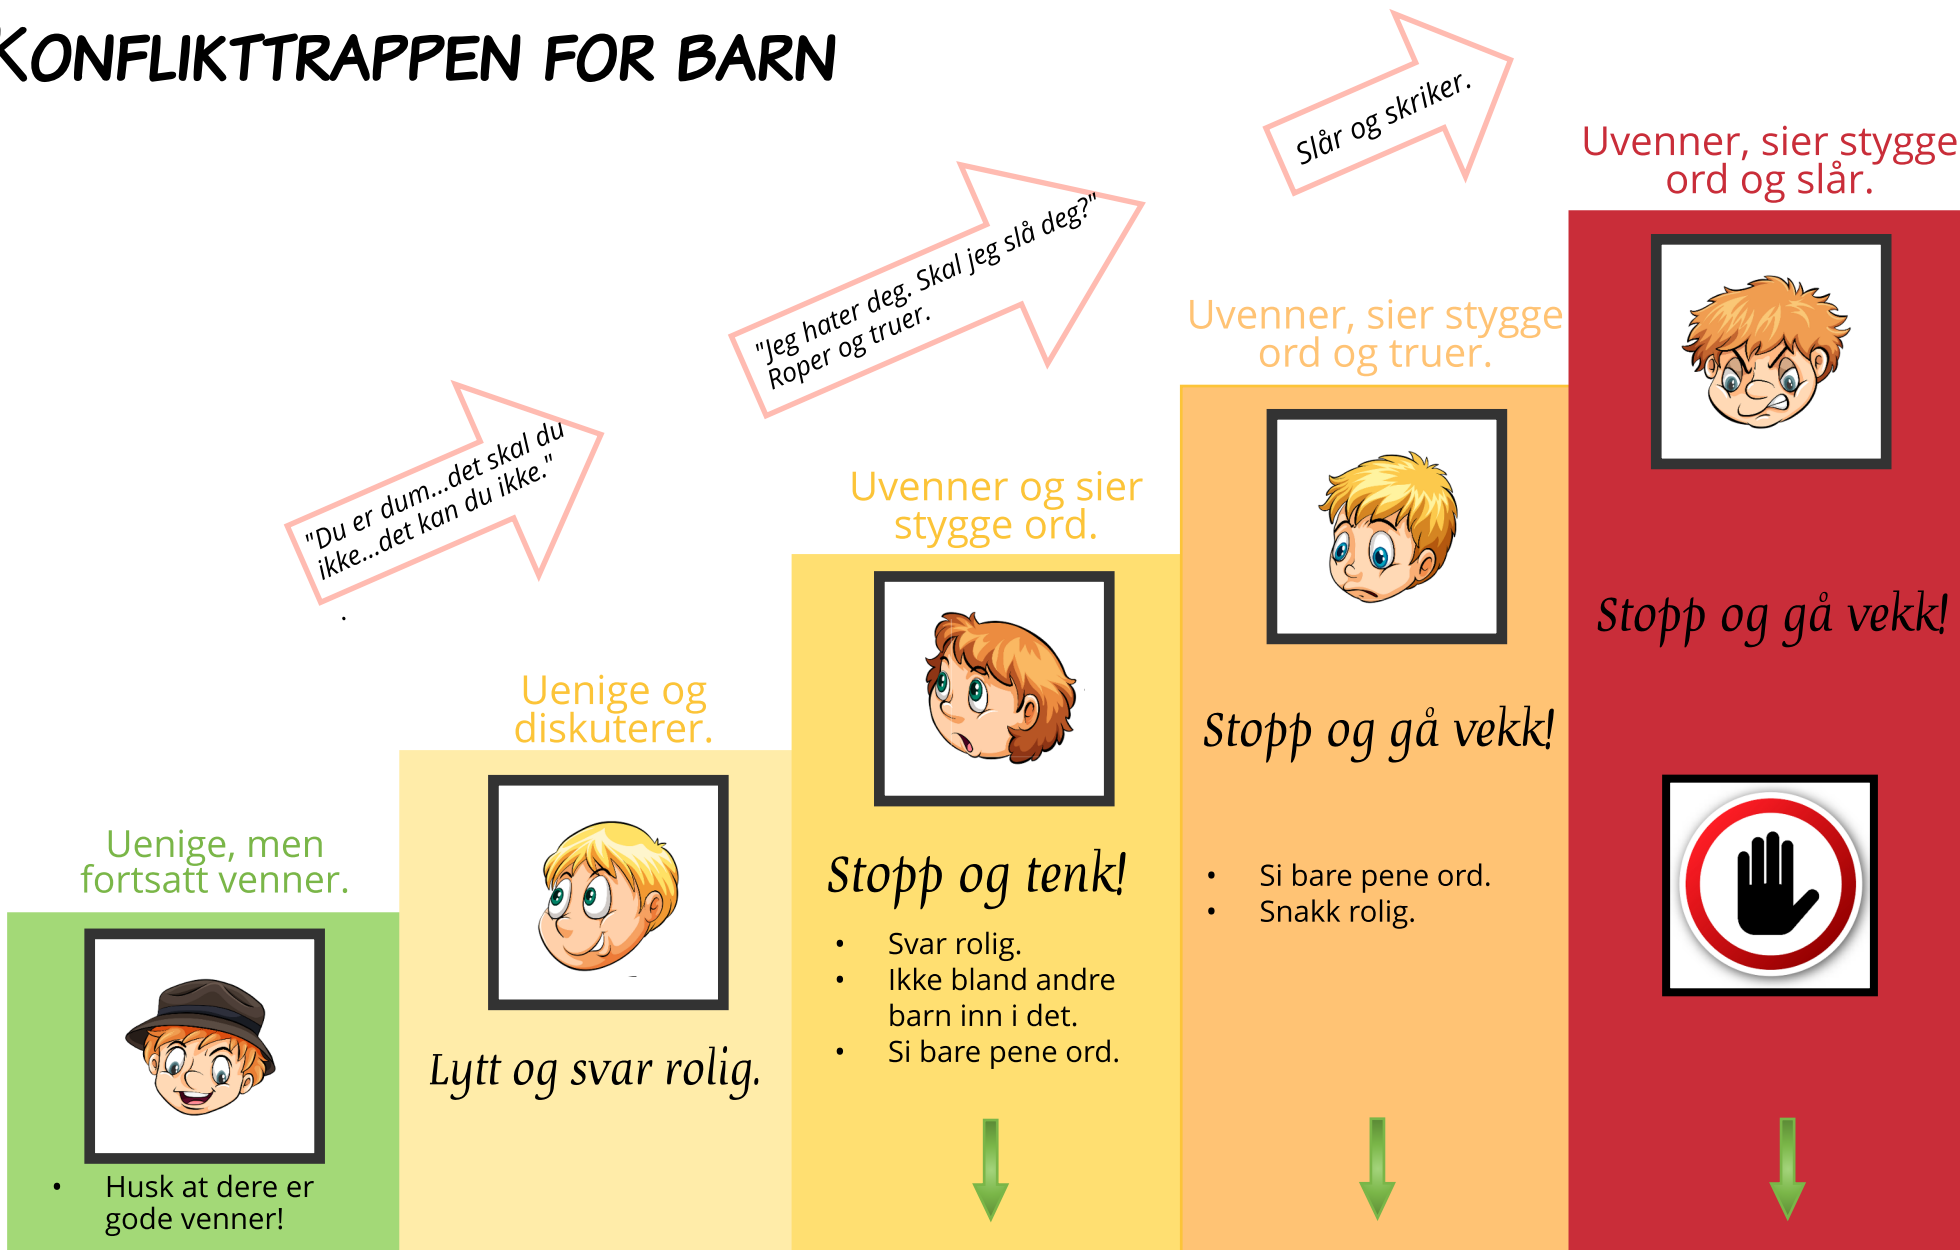 KONFLIKTTRAPPEN FOR BARN
Slår og skriker.
Uvenner, sier stygge
ord og slår.
"Jeg hater deg. Skal jeg slå deg?"
Roper og truer.
Uvenner, sier stygge
ord og truer.
"Du er dum...det skal du
ikke...det kan du ikke."
.
Uvenner og sier
stygge ord.
Uenige og
diskuterer.
Uenige, men
fortsatt venner.
• Husk at dere er
gode venner!
Lytt og svar rolig.
Stopp og tenk!
• Svar rolig.
• Ikke bland andre
barn inn i det.
• Si bare pene ord.
Stopp og gå vekk!
• Si bare pene ord.
• Snakk rolig.
Stopp og gå vekk!